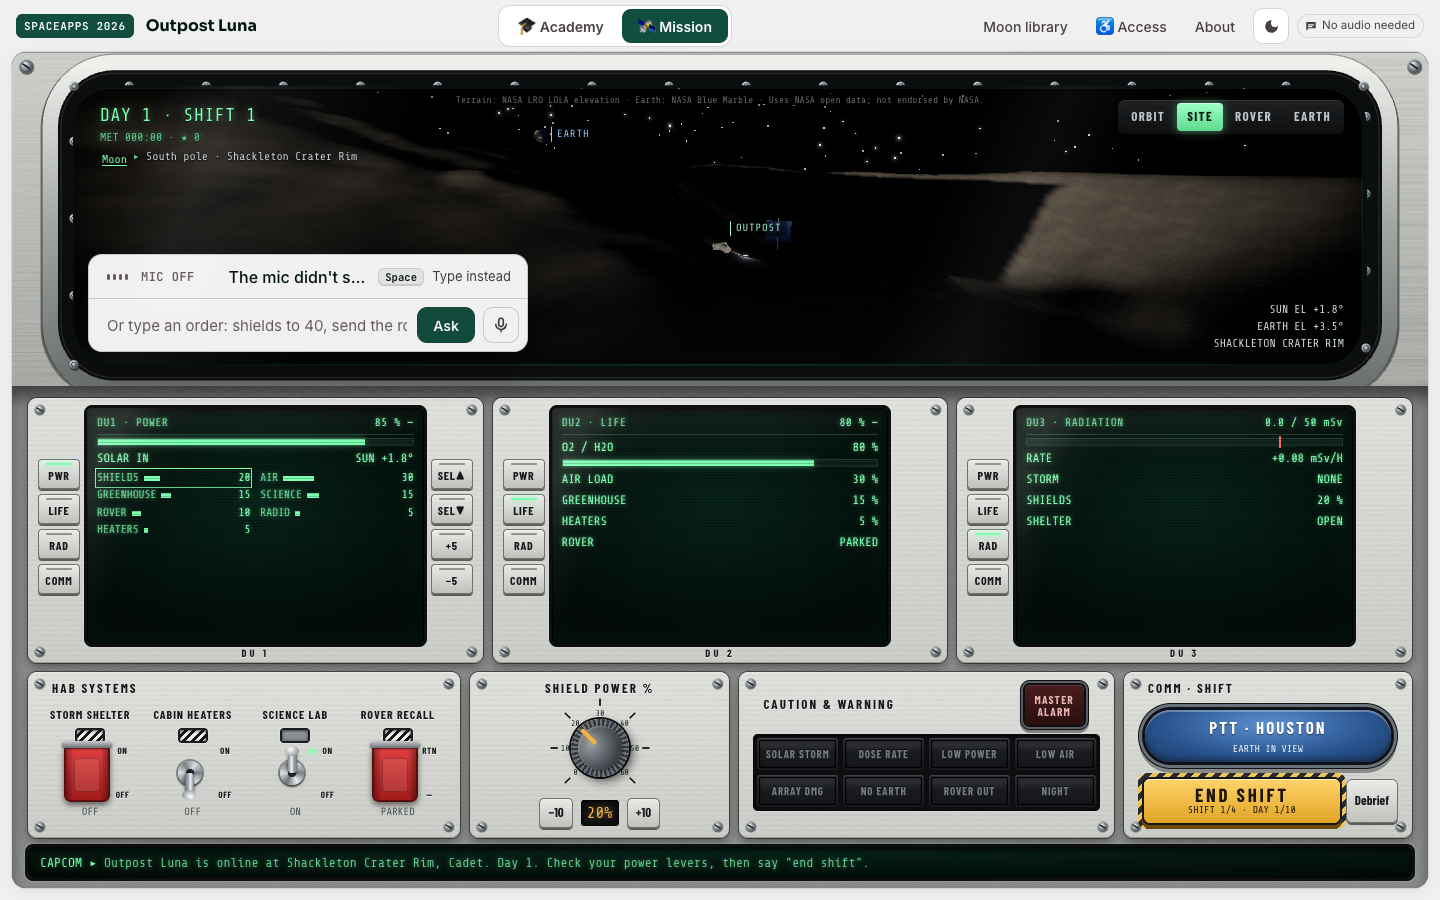 SPACEAPPS 2026 Outpost Luna 🎓 Academy Mission Moon library Access About No audio needed
Terrain: NASA LRO LOLA elevation · Earth: NASA Blue Marble · Uses NASA open data; not endorsed by NASA.
DAY 1 · SHIFT 1
MET 000:00 · ★ 0
Moon ▸ South pole · Shackleton Crater Rim
EARTH
ORBIT SITE ROVER EARTH
OUTPOST
MIC OFF The mic didn't s... Space Type instead
Or type an order: shields to 40, send the ro Ask
SUN EL +1.8°
EARTH EL +3.5°
SHACKLETON CRATER RIM
DU1 · POWER 85 % —
SOLAR IN SUN +1.8°
SHIELDS 20 AIR 30
GREENHOUSE 15 SCIENCE 15
ROVER 10 RADIO 5
HEATERS 5
PWR
LIFE
RAD
COMM
SEL▲
SEL▼
+5
−5
DU 1
DU2 · LIFE 80 % —
O2 / H2O 80 %
AIR LOAD 30 %
GREENHOUSE 15 %
HEATERS 5 %
ROVER PARKED
PWR
LIFE
RAD
COMM
DU 2
DU3 · RADIATION 0.0 / 50 mSv
RATE +0.08 mSv/H
STORM NONE
SHIELDS 20 %
SHELTER OPEN
PWR
LIFE
RAD
COMM
DU 3
HAB SYSTEMS
STORM SHELTER CABIN HEATERS SCIENCE LAB ROVER RECALL
ON ON ON RTN
OFF OFF OFF —
OFF OFF ON PARKED
SHIELD POWER %
0 10 20 30 40 50 60
−10 20% +10
CAUTION & WARNING
MASTER
ALARM
SOLAR STORM DOSE RATE LOW POWER LOW AIR
ARRAY DMG NO EARTH ROVER OUT NIGHT
COMM · SHIFT
PTT · HOUSTON
EARTH IN VIEW
END SHIFT
SHIFT 1/4 · DAY 1/10
Debrief
CAPCOM ▸ Outpost Luna is online at Shackleton Crater Rim, Cadet. Day 1. Check your power levers, then say "end shift".